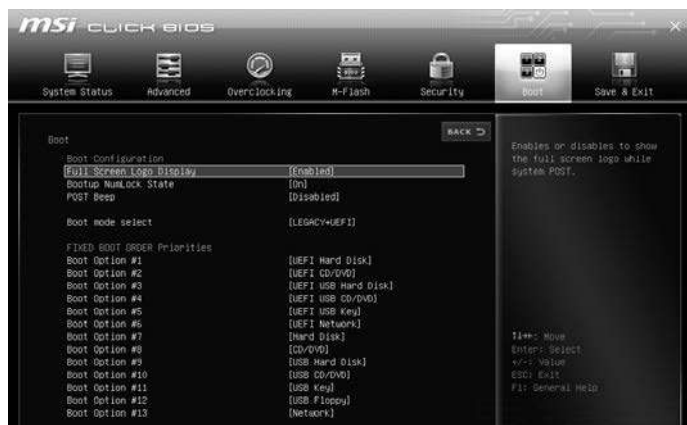 msi CLICK BIOS
System Status Advanced Overclocking M-Flash Security Boot Save & Exit
BACK
Boot
Boot Configuration
Full Screen Logo Display [Enabled]
Bootup NumLock State [On]
POST Beep [Disabled]
Boot mode select [LEGACY+UEFI]
FIXED BOOT ORDER Priorities
Boot Option #1 [UEFI Hard Disk]
Boot Option #2 [UEFI CD/DVD]
Boot Option #3 [UEFI USB Hard Disk]
Boot Option #4 [UEFI USB CD/DVD]
Boot Option #5 [UEFI USB Key]
Boot Option #6 [UEFI Network]
Boot Option #7 [Hard Disk]
Boot Option #8 [CD/DVD]
Boot Option #9 [USB Hard Disk]
Boot Option #10 [USB CD/DVD]
Boot Option #11 [USB Key]
Boot Option #12 [USB Floppy]
Boot Option #13 [Network]
Enables or disables to show
the full screen logo while
system POST.
↑↓←→: Move
Enter: Select
+/-: Value
ESC: Exit
F1: General Help